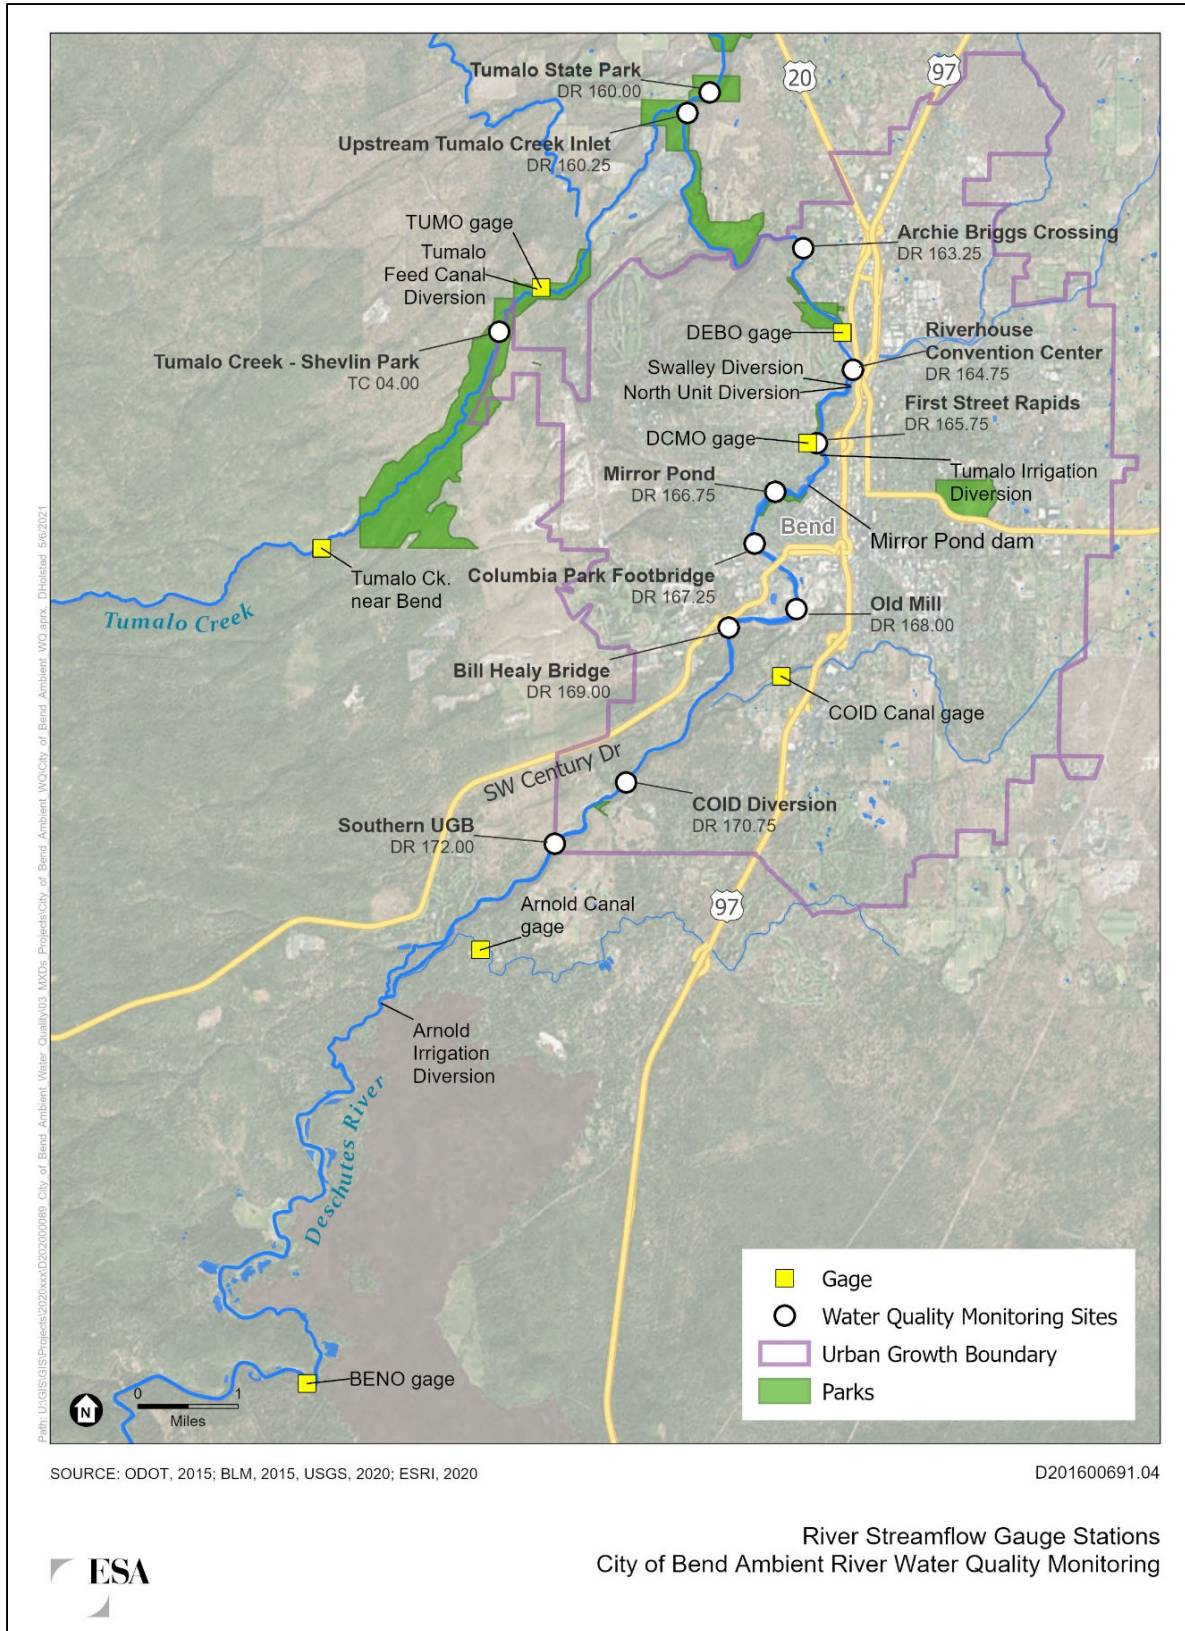 Tumalo State Park
DR 160.00
20
97
Upstream Tumalo Creek Inlet
DR 160.25
TUMO gage
Tumalo
Feed Canal
Diversion
Archie Briggs Crossing
DR 163.25
DEBO gage
Riverhouse
Convention Center
DR 164.75
Tumalo Creek - Shevlin Park
TC 04.00
Swalley Diversion
North Unit Diversion
First Street Rapids
DR 165.75
DCMO gage
Tumalo Irrigation
Diversion
Mirror Pond
DR 166.75
Bend
Mirror Pond dam
Tumalo Ck.
near Bend
Columbia Park Footbridge
DR 167.25
Tumalo Creek
Old Mill
DR 168.00
Bill Healy Bridge
DR 169.00
COID Canal gage
SW Century Dr
COID Diversion
DR 170.75
Southern UGB
DR 172.00
97
Arnold Canal
gage
Arnold
Irrigation
Diversion
Deschutes River
BENO gage
Gage
Water Quality Monitoring Sites
Urban Growth Boundary
Parks
N
0 1
Miles
SOURCE: ODOT, 2015; BLM, 2015, USGS, 2020; ESRI, 2020
D201600691.04
River Streamflow Gauge Stations
City of Bend Ambient River Water Quality Monitoring
ESA